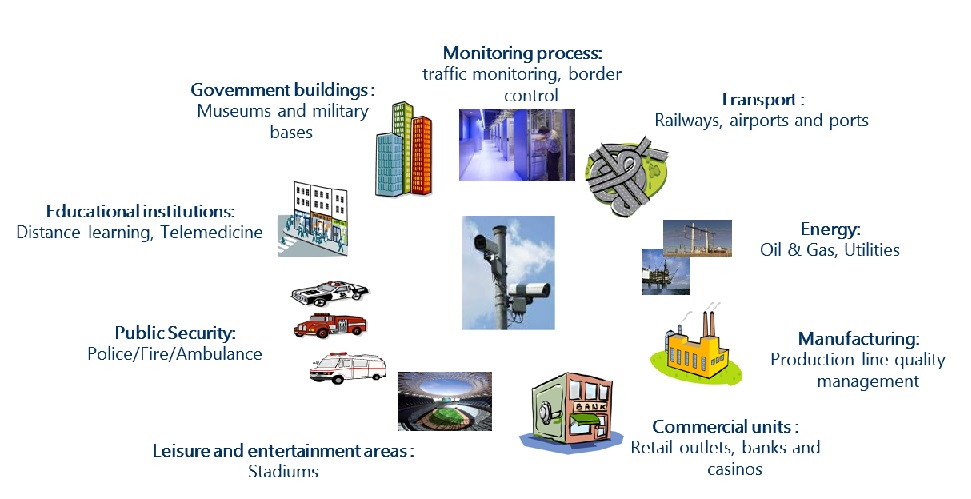 Monitoring process:
traffic monitoring, border
control
Government buildings :
Museums and military
bases
Transport :
Railways, airports and ports
Educational institutions:
Distance learning, Telemedicine
Energy:
Oil & Gas, Utilities
Public Security:
Police/Fire/Ambulance
Manufacturing:
Production line quality
management
BANK
Commercial units :
Retail outlets, banks and
casinos
Leisure and entertainment areas :
Stadiums